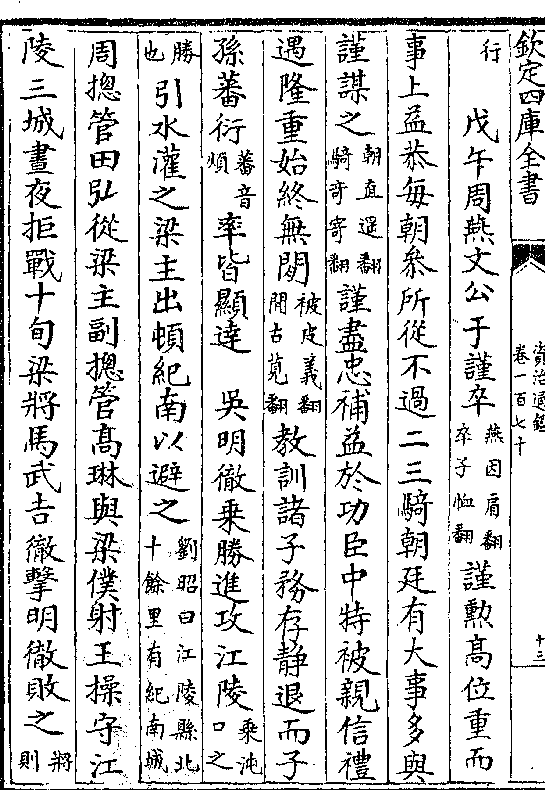 欽定四庫全書
資治通鑑
卷一百七十
十三
行
戊午周燕文公于謹卒燕因肩翻卒子恤翻謹勲高位重而
事上益恭每朝叅所從不過二三騎朝廷有大事多與
謹謀之朝直遥翻騎奇寄翻謹盡忠補益於功臣中特被親信禮
遇隆重始終無間被皮義翻間古莧翻教訓諸子務存静退而子
孫蕃衍蕃音煩率皆顯達　吳明徹乗勝進攻江陵乗沌口之
勝也引水灌之梁主出頓紀南以避之劉昭曰江陵縣北十餘里有紀南城
周揔管田弘從梁主副揔管高琳與梁僕射王操守江
陵三城晝夜拒戰十旬梁將馬武吉徹擊明徹敗之將則